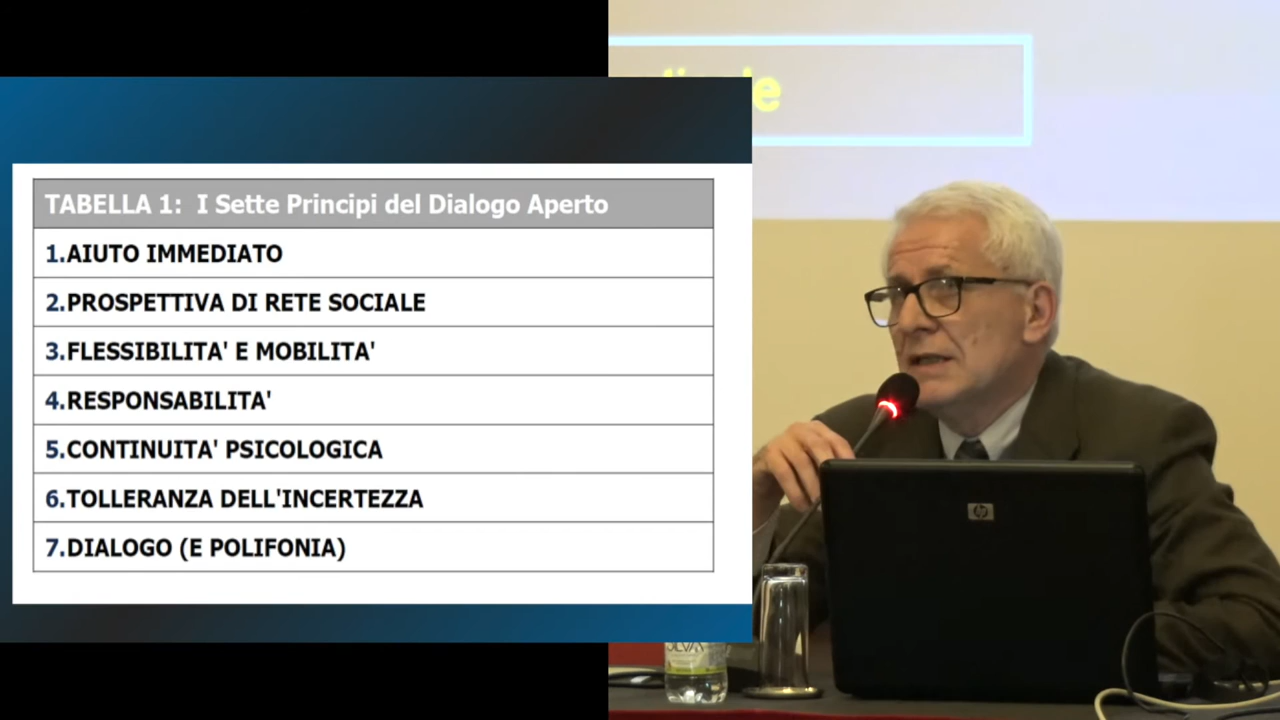 TABELLA 1:  I Sette Principi del Dialogo Aperto
1.AIUTO IMMEDIATO
2.PROSPETTIVA DI RETE SOCIALE
3.FLESSIBILITA' E MOBILITA'
4.RESPONSABILITA'
5.CONTINUITA' PSICOLOGICA
6.TOLLERANZA DELL'INCERTEZZA
7.DIALOGO (E POLIFONIA)
hp